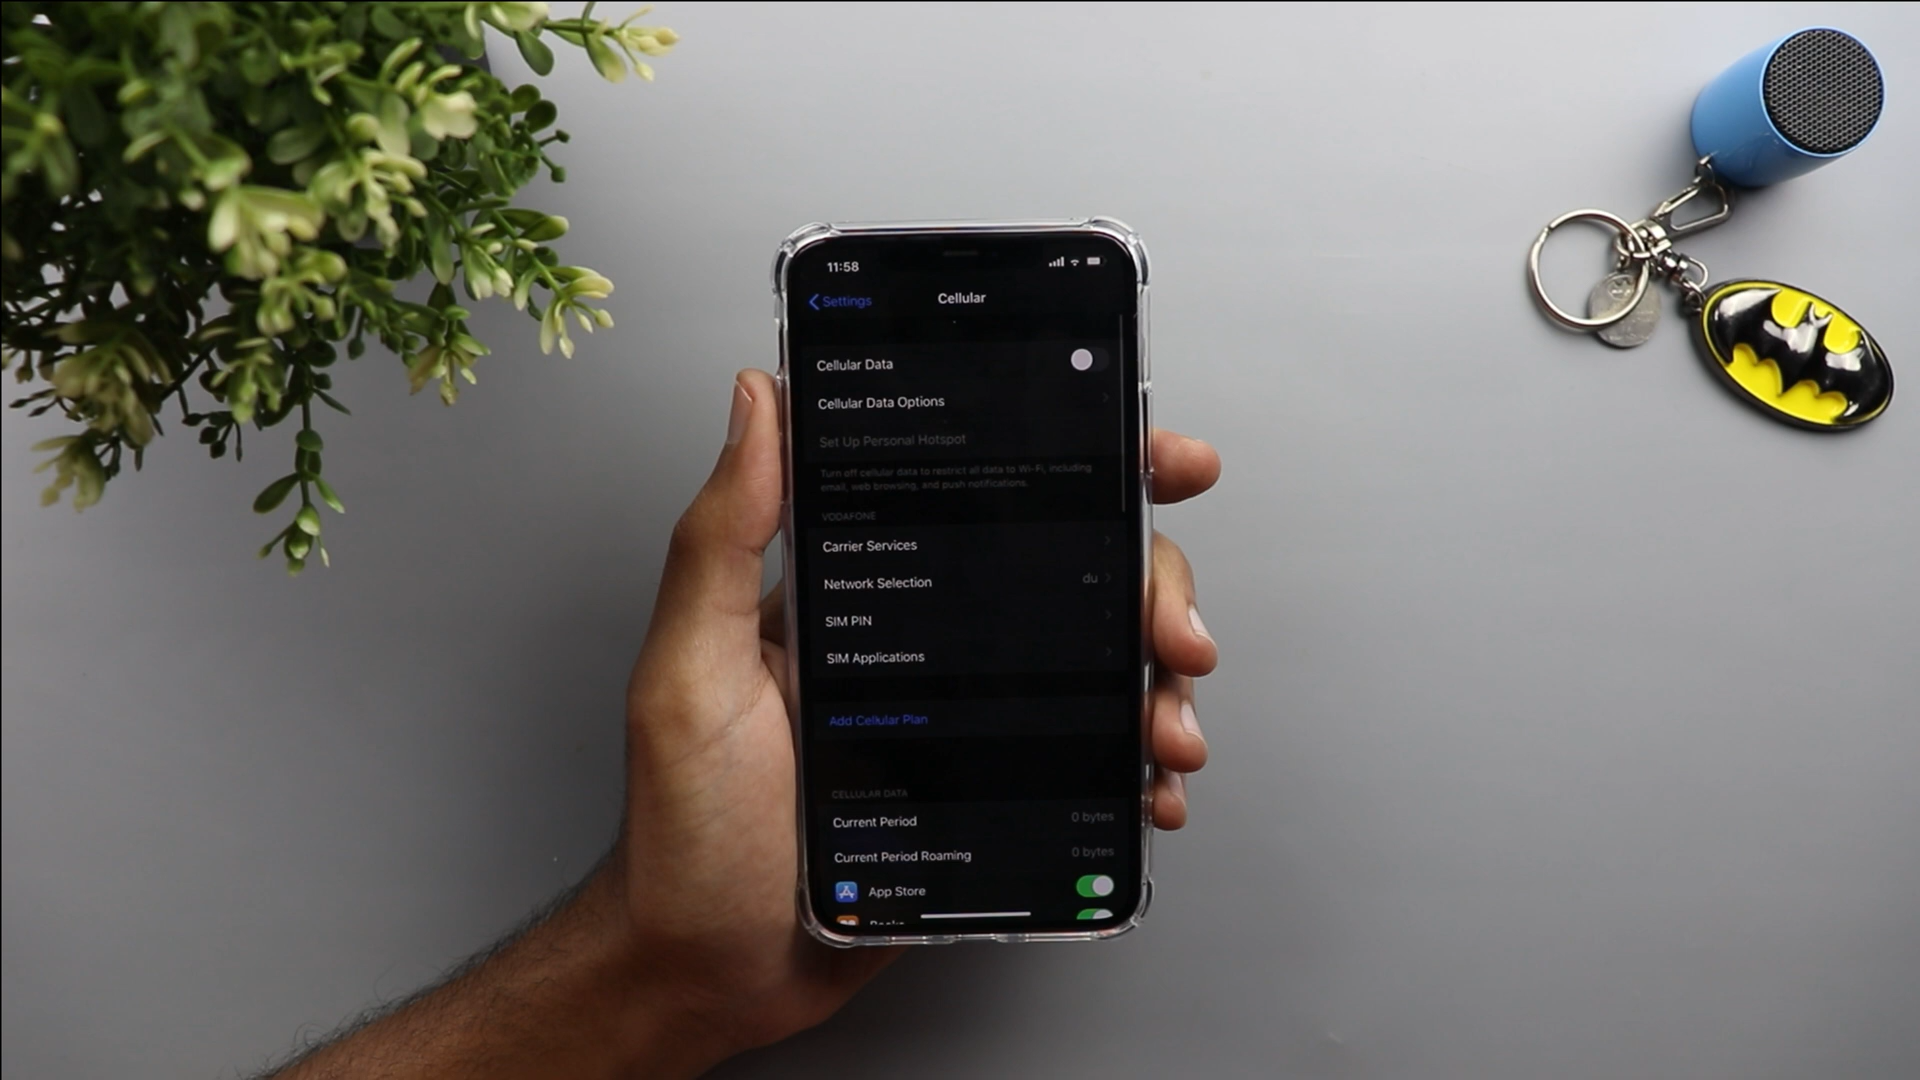 11:58
Settings
Cellular
Cellular Data
Cellular Data Options
Set Up Personal Hotspot
Turn off cellular data to restrict all data to Wi-Fi, including
email, web browsing, and push notifications.
VODAFONE
Carrier Services
Network Selection du
SIM PIN
SIM Applications
Add Cellular Plan
CELLULAR DATA
Current Period 0 bytes
Current Period Roaming 0 bytes
App Store